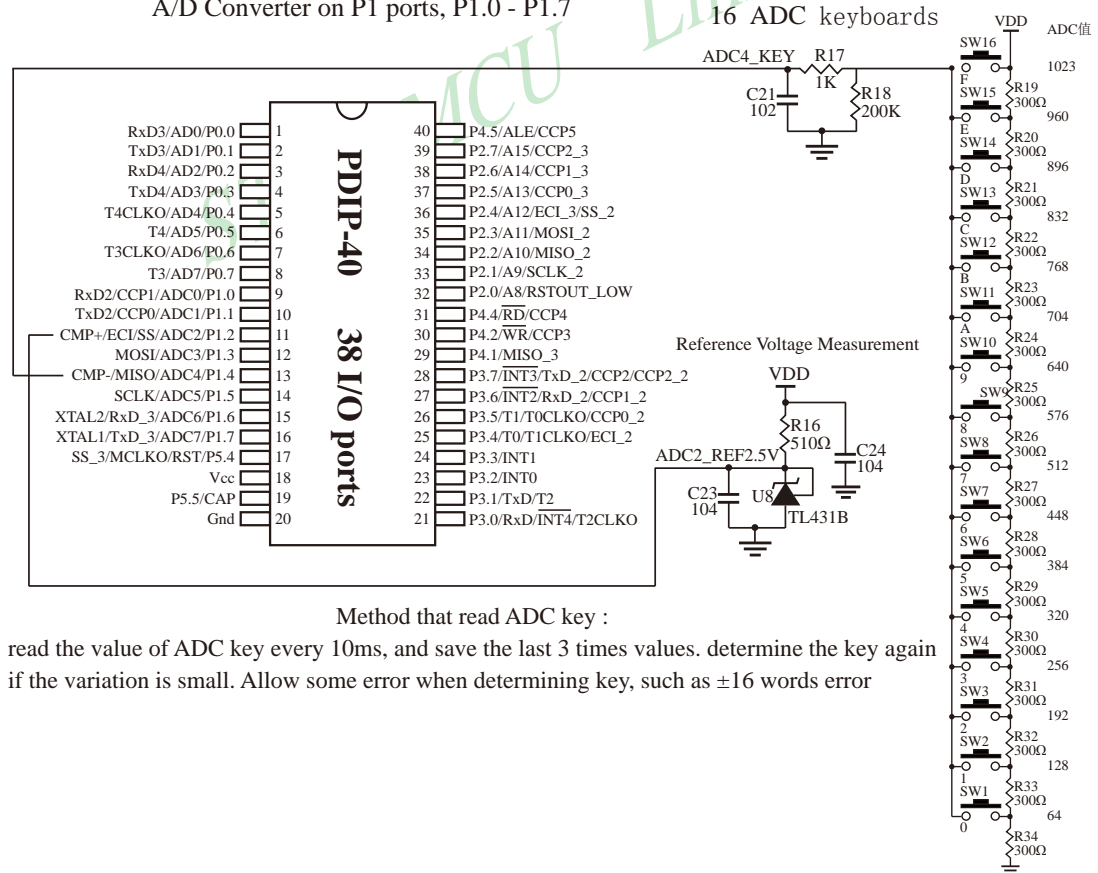 A/D Converter on P1 ports, P1.0 - P1.7
16 ADC keyboards
VDD
ADC值
ADC4_KEY
R17
1K
C21
102
R18
200K
RxD3/AD0/P0.0 1
TxD3/AD1/P0.1 2
RxD4/AD2/P0.2 3
TxD4/AD3/P0.3 4
T4CLKO/AD4/P0.4 5
T4/AD5/P0.5 6
T3CLKO/AD6/P0.6 7
T3/AD7/P0.7 8
RxD2/CCP1/ADC0/P1.0 9
TxD2/CCP0/ADC1/P1.1 10
CMP+/ECI/SS/ADC2/P1.2 11
MOSI/ADC3/P1.3 12
CMP-/MISO/ADC4/P1.4 13
SCLK/ADC5/P1.5 14
XTAL2/RxD_3/ADC6/P1.6 15
XTAL1/TxD_3/ADC7/P1.7 16
SS_3/MCLKO/RST/P5.4 17
Vcc 18
P5.5/CAP 19
Gnd 20
PDIP-40 38 I/O ports
40 P4.5/ALE/CCP5
39 P2.7/A15/CCP2_3
38 P2.6/A14/CCP1_3
37 P2.5/A13/CCP0_3
36 P2.4/A12/ECI_3/SS_2
35 P2.3/A11/MOSI_2
34 P2.2/A10/MISO_2
33 P2.1/A9/SCLK_2
32 P2.0/A8/RSTOUT_LOW
31 P4.4/RD/CCP4
30 P4.2/WR/CCP3
29 P4.1/MISO_3
28 P3.7/INT3/TxD_2/CCP2/CCP2_2
27 P3.6/INT2/RxD_2/CCP1_2
26 P3.5/T1/T0CLKO/CCP0_2
25 P3.4/T0/T1CLKO/ECI_2
24 P3.3/INT1
23 P3.2/INT0
22 P3.1/TxD/T2
21 P3.0/RxD/INT4/T2CLKO
Reference Voltage Measurement
VDD
R16
510Ω
ADC2_REF2.5V
C24
104
C23
104
U8
TL431B
SW16
F
1023
R19
300Ω
SW15
E
960
R20
300Ω
SW14
D
896
R21
300Ω
SW13
C
832
R22
300Ω
SW12
B
768
R23
300Ω
SW11
A
704
R24
300Ω
SW10
9
640
R25
300Ω
SW9
8
576
R26
300Ω
SW8
7
512
R27
300Ω
SW7
6
448
R28
300Ω
SW6
5
384
R29
300Ω
SW5
4
320
R30
300Ω
SW4
3
256
R31
300Ω
SW3
2
192
R32
300Ω
SW2
1
128
R33
300Ω
SW1
0
64
R34
300Ω
Method that read ADC key :
read the value of ADC key every 10ms, and save the last 3 times values. determine the key again
if the variation is small. Allow some error when determining key, such as ±16 words error
MCU